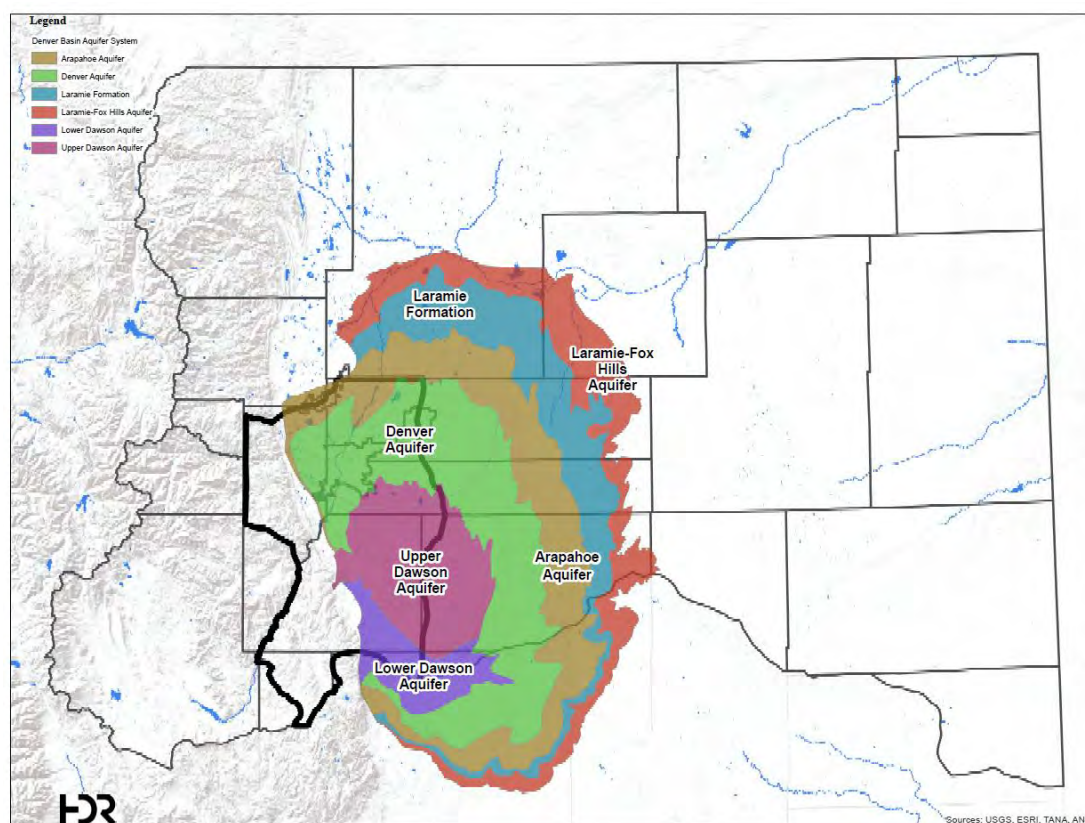 Legend
Denver Basin Aquifer System
Arapahoe Aquifer
Denver Aquifer
Laramie Formation
Laramie-Fox Hills Aquifer
Lower Dawson Aquifer
Upper Dawson Aquifer
Laramie
Formation
Laramie-Fox
Hills
Aquifer
Denver
Aquifer
Upper
Dawson
Aquifer
Arapahoe
Aquifer
Lower Dawson
Aquifer
HDR
Sources: USGS, ESRI, TANA, AN